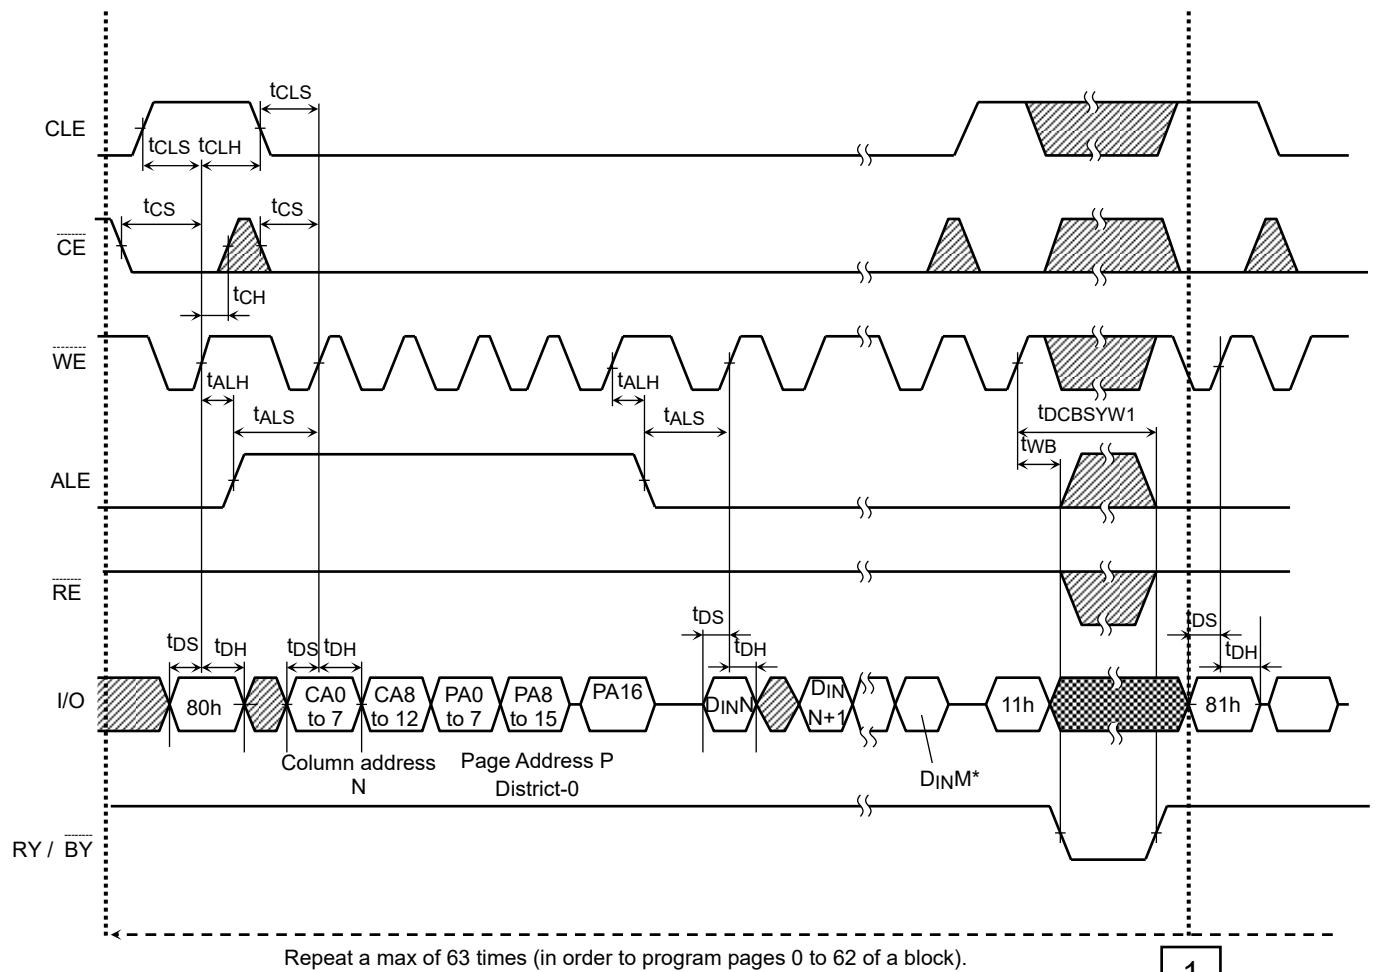 tCLS
CLE
tCLS tCLH
tCS tCS
CE
tCH
WE
tALH tALH
tALS tALS tDCBSYW1
tWB
ALE
RE
tDS tDH tDS tDH tDS tDH DS tDH
I/O 80h CA0 to 7 CA8 to 12 PA0 to 7 PA8 to 15 PA16 DINN DIN N+1 11h 81h
Column address N
Page Address P District-0
DINM*
RY / BY
Repeat a max of 63 times (in order to program pages 0 to 62 of a block).
1